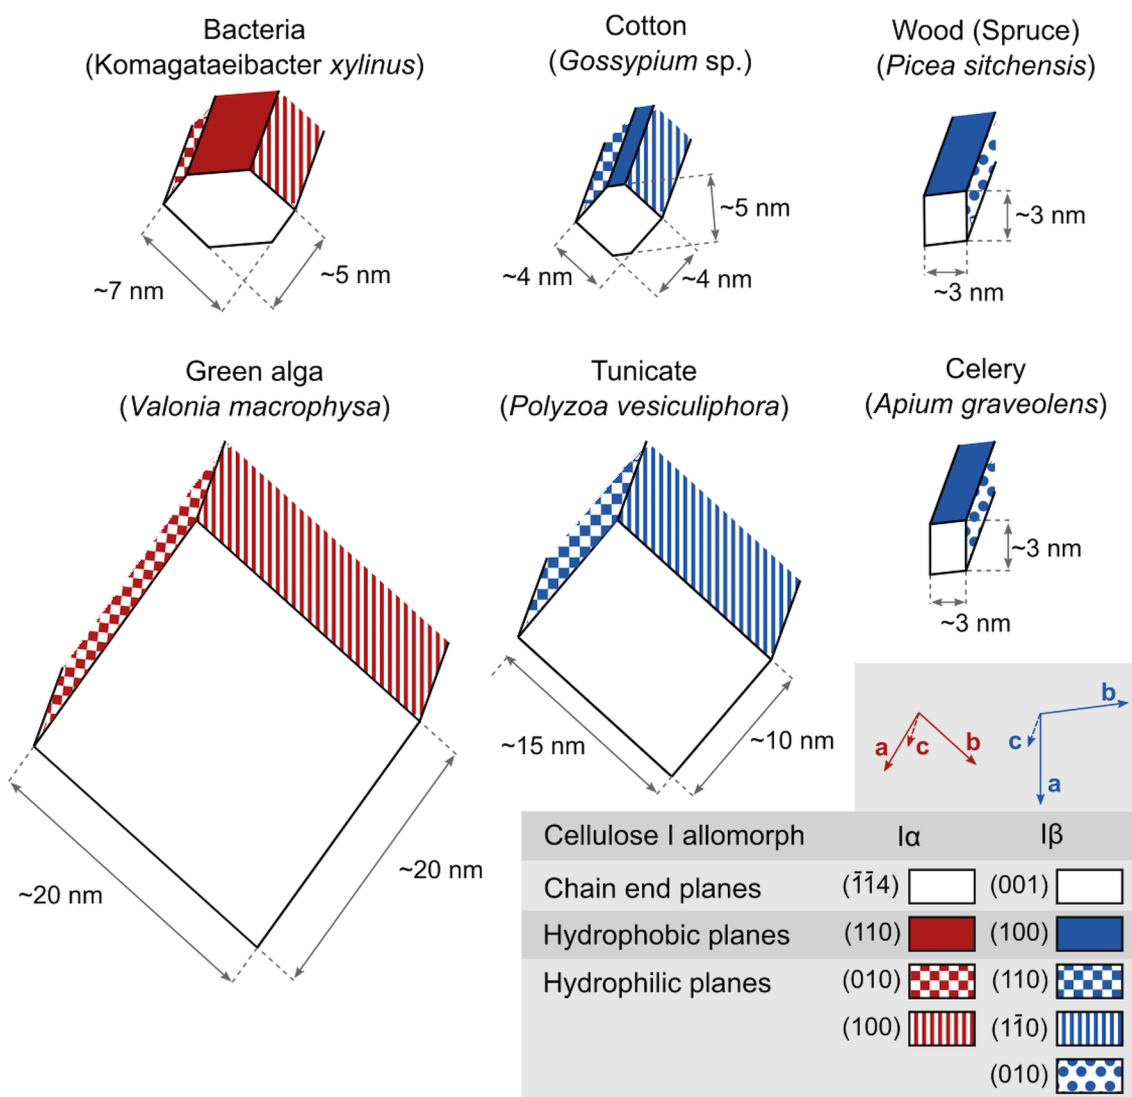 Bacteria
(Komagataeibacter xylinus)
~7 nm
~5 nm
Cotton
(Gossypium sp.)
~5 nm
~4 nm
~4 nm
Wood (Spruce)
(Picea sitchensis)
~3 nm
~3 nm
Green alga
(Valonia macrophysa)
~20 nm
~20 nm
Tunicate
(Polyzoa vesiculiphora)
~15 nm
~10 nm
Celery
(Apium graveolens)
~3 nm
~3 nm
a c b
b
c
a
Cellulose I allomorph Iα Iβ
Chain end planes (1̅1̅4) (001)
Hydrophobic planes (110) (100)
Hydrophilic planes (010) (110)
(100) (11̅0)
(010)